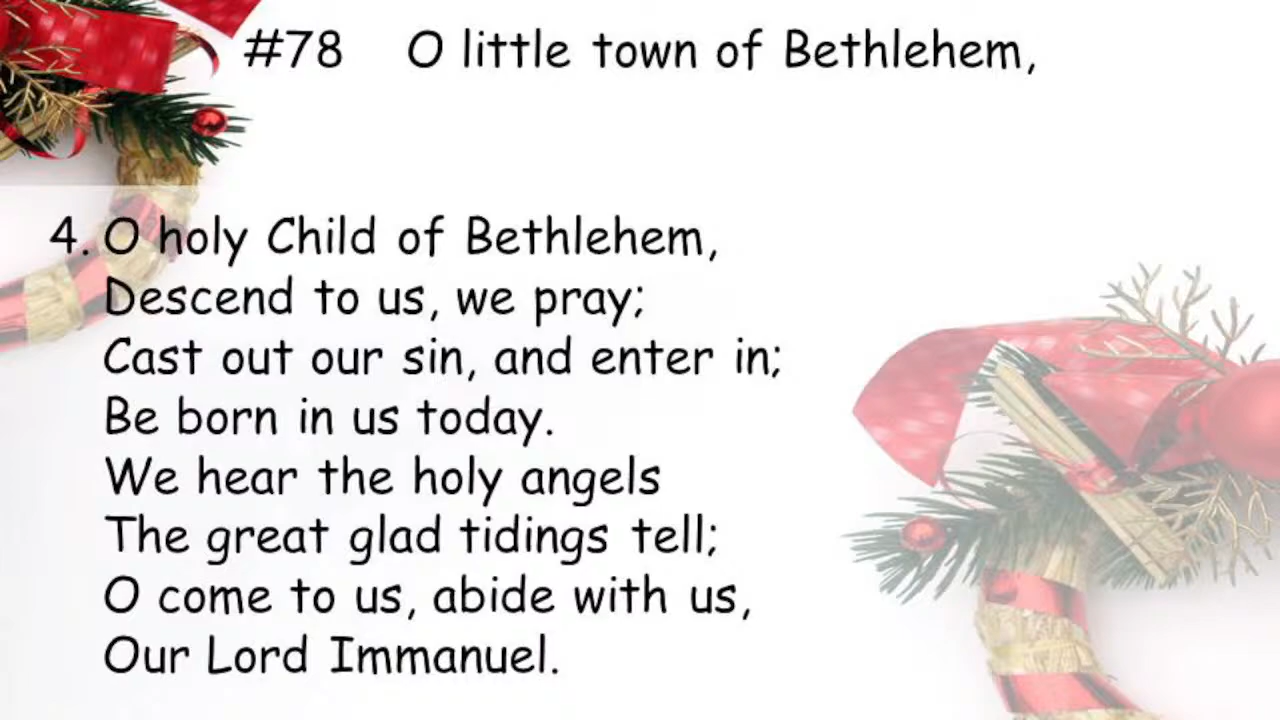 #78 O little town of Bethlehem,
4. O holy Child of Bethlehem,
Descend to us, we pray;
Cast out our sin, and enter in;
Be born in us today.
We hear the holy angels
The great glad tidings tell;
O come to us, abide with us,
Our Lord Immanuel.